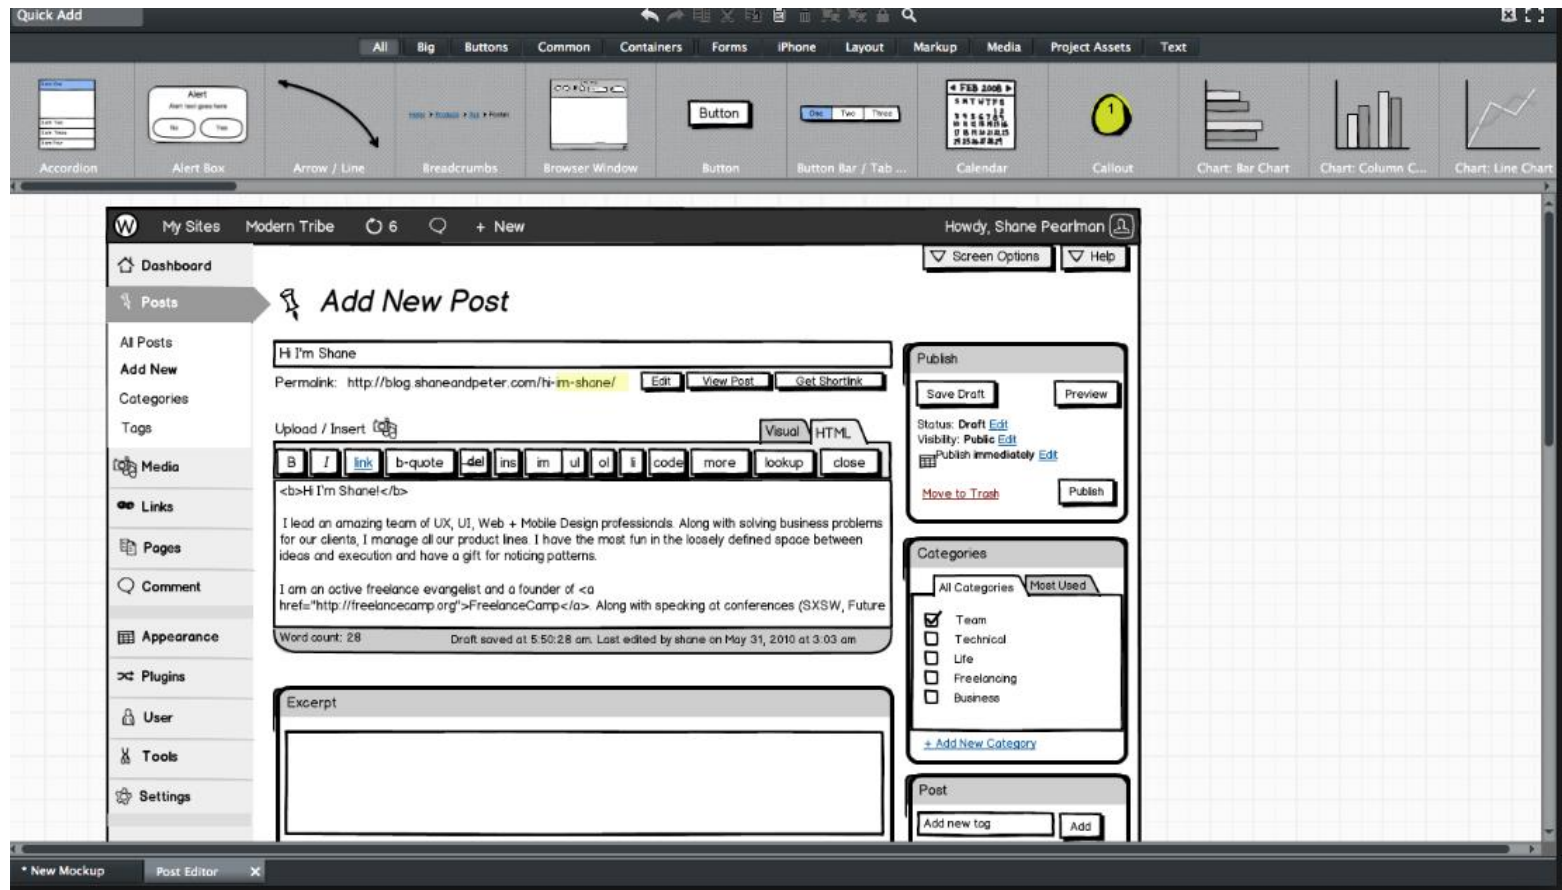 Quick Add
All Big Buttons Common Containers Forms iPhone Layout Markup Media Project Assets Text
Alert
Alert text goes here
No Yes
Button
One Two Three
FEB 2008
S M T W T F S
1
Accordion Alert Box Arrow / Line Breadcrumbs Browser Window Button Button Bar / Tab ... Calendar Callout Chart: Bar Chart Chart: Column C... Chart: Line Chart
W My Sites Modern Tribe 6 + New Howdy, Shane Pearlman
Screen Options Help
Dashboard
Posts
All Posts
Add New
Categories
Tags
Media
Links
Pages
Comment
Appearance
Plugins
User
Tools
Settings
Add New Post
Hi I'm Shane
Permalink: http://blog.shaneandpeter.com/hi-im-shane/ Edit View Post Get Shortlink
Upload / Insert Visual HTML
B I link b-quote del ins im ul ol li code more lookup close
<b>Hi I'm Shane!</b>
I lead an amazing team of UX, UI, Web + Mobile Design professionals. Along with solving business problems
for our clients, I manage all our product lines. I have the most fun in the loosely defined space between
ideas and execution and have a gift for noticing patterns.
I am an active freelance evangelist and a founder of <a
href="http://freelancecamp.org">FreelanceCamp</a>. Along with speaking at conferences (SXSW, Future
Word count: 28 Draft saved at 5:50:28 am. Last edited by shane on May 31, 2010 at 3:03 am
Excerpt
Publish
Save Draft Preview
Status: Draft Edit
Visibility: Public Edit
Publish immediately Edit
Move to Trash Publish
Categories
All Categories Most Used
Team
Technical
Life
Freelancing
Business
+ Add New Category
Post
Add new tag Add
* New Mockup Post Editor X